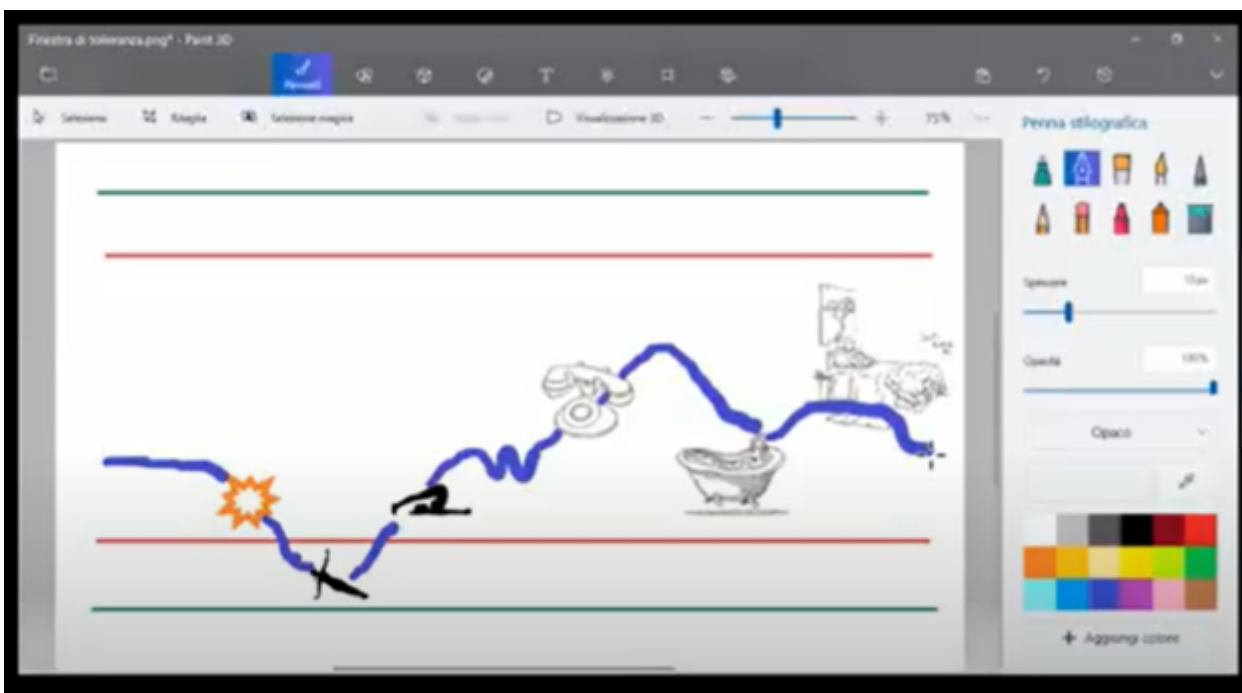 Finestra di tolleranza.png* - Paint 3D
Pennelli
Seleziona
Ritaglia
Selezione magica
Visualizzazione 3D
75%
Penna stilografica
Spessore
Opacità
100%
Opaco
Aggiungi colore